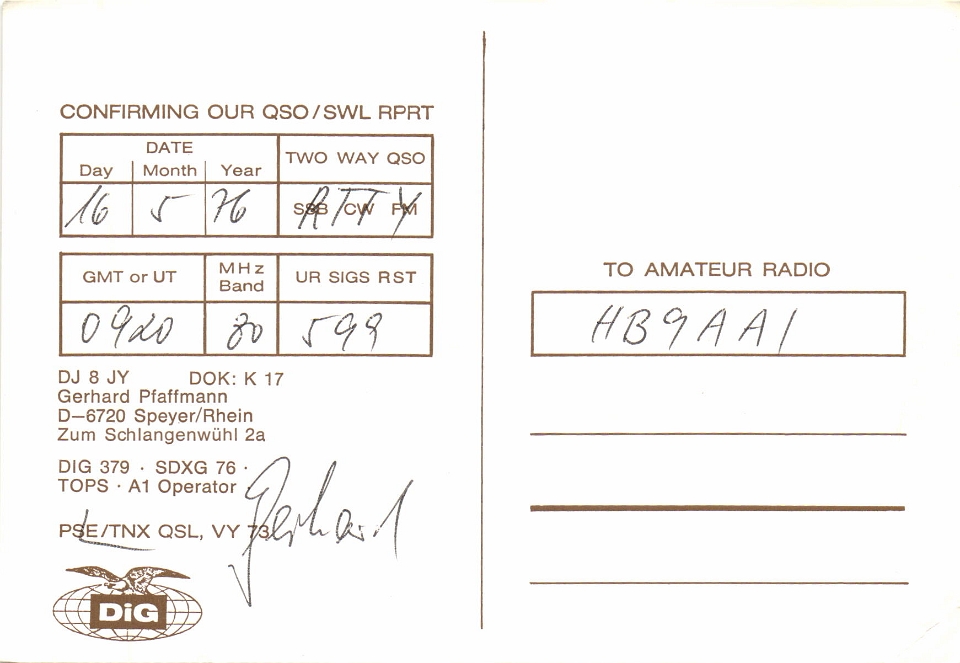 CONFIRMING OUR QSO/SWL RPRT
DATE
Day Month Year
TWO WAY QSO
16 5 76
SSB CW FM
RTTY
GMT or UT
MHz
Band
UR SIGS RST
0920 80 599
DJ 8 JY DOK: K 17
Gerhard Pfaffmann
D—6720 Speyer/Rhein
Zum Schlangenwühl 2a
DIG 379 · SDXG 76 ·
TOPS · A1 Operator
PSE/TNX QSL, VY 73
Gerhard
DiG
TO AMATEUR RADIO
HB9AAI